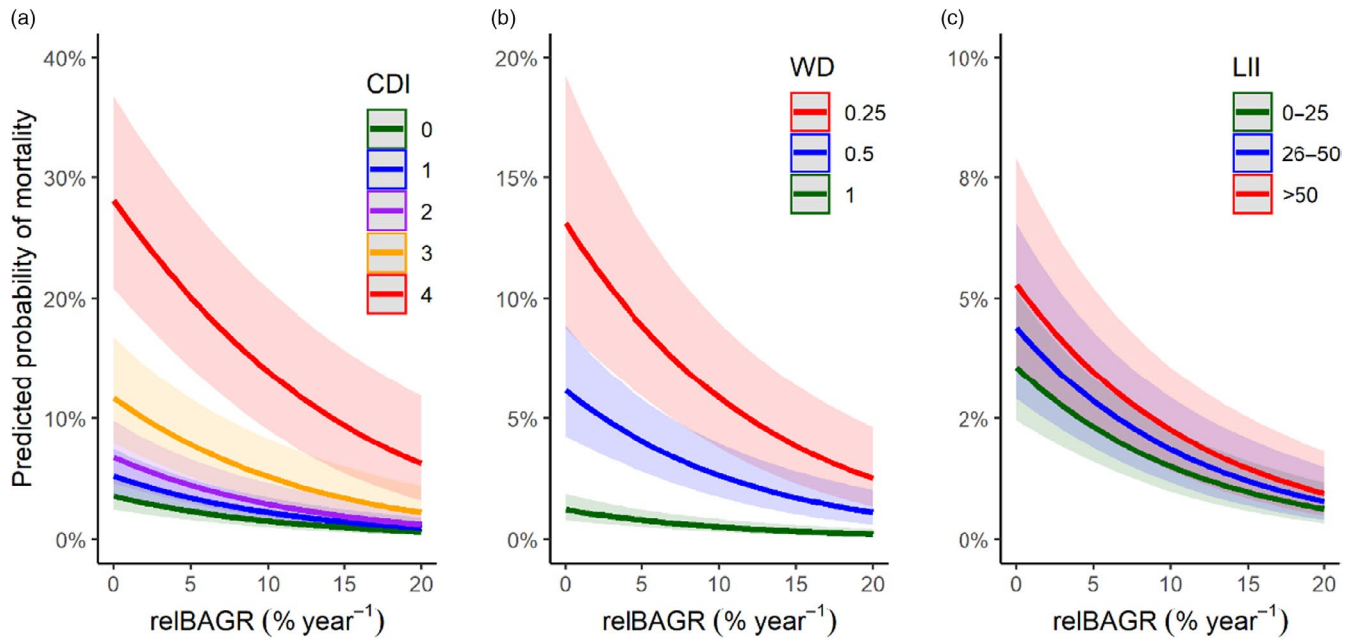 (a)
Predicted probability of mortality
40%
30%
20%
10%
0%
CDI
0
1
2
3
4
0 5 10 15 20
relBAGR (% year⁻¹)
(b)
20%
15%
10%
5%
0%
WD
0.25
0.5
1
0 5 10 15 20
relBAGR (% year⁻¹)
(c)
10%
8%
5%
2%
0%
LII
0–25
26–50
>50
0 5 10 15 20
relBAGR (% year⁻¹)